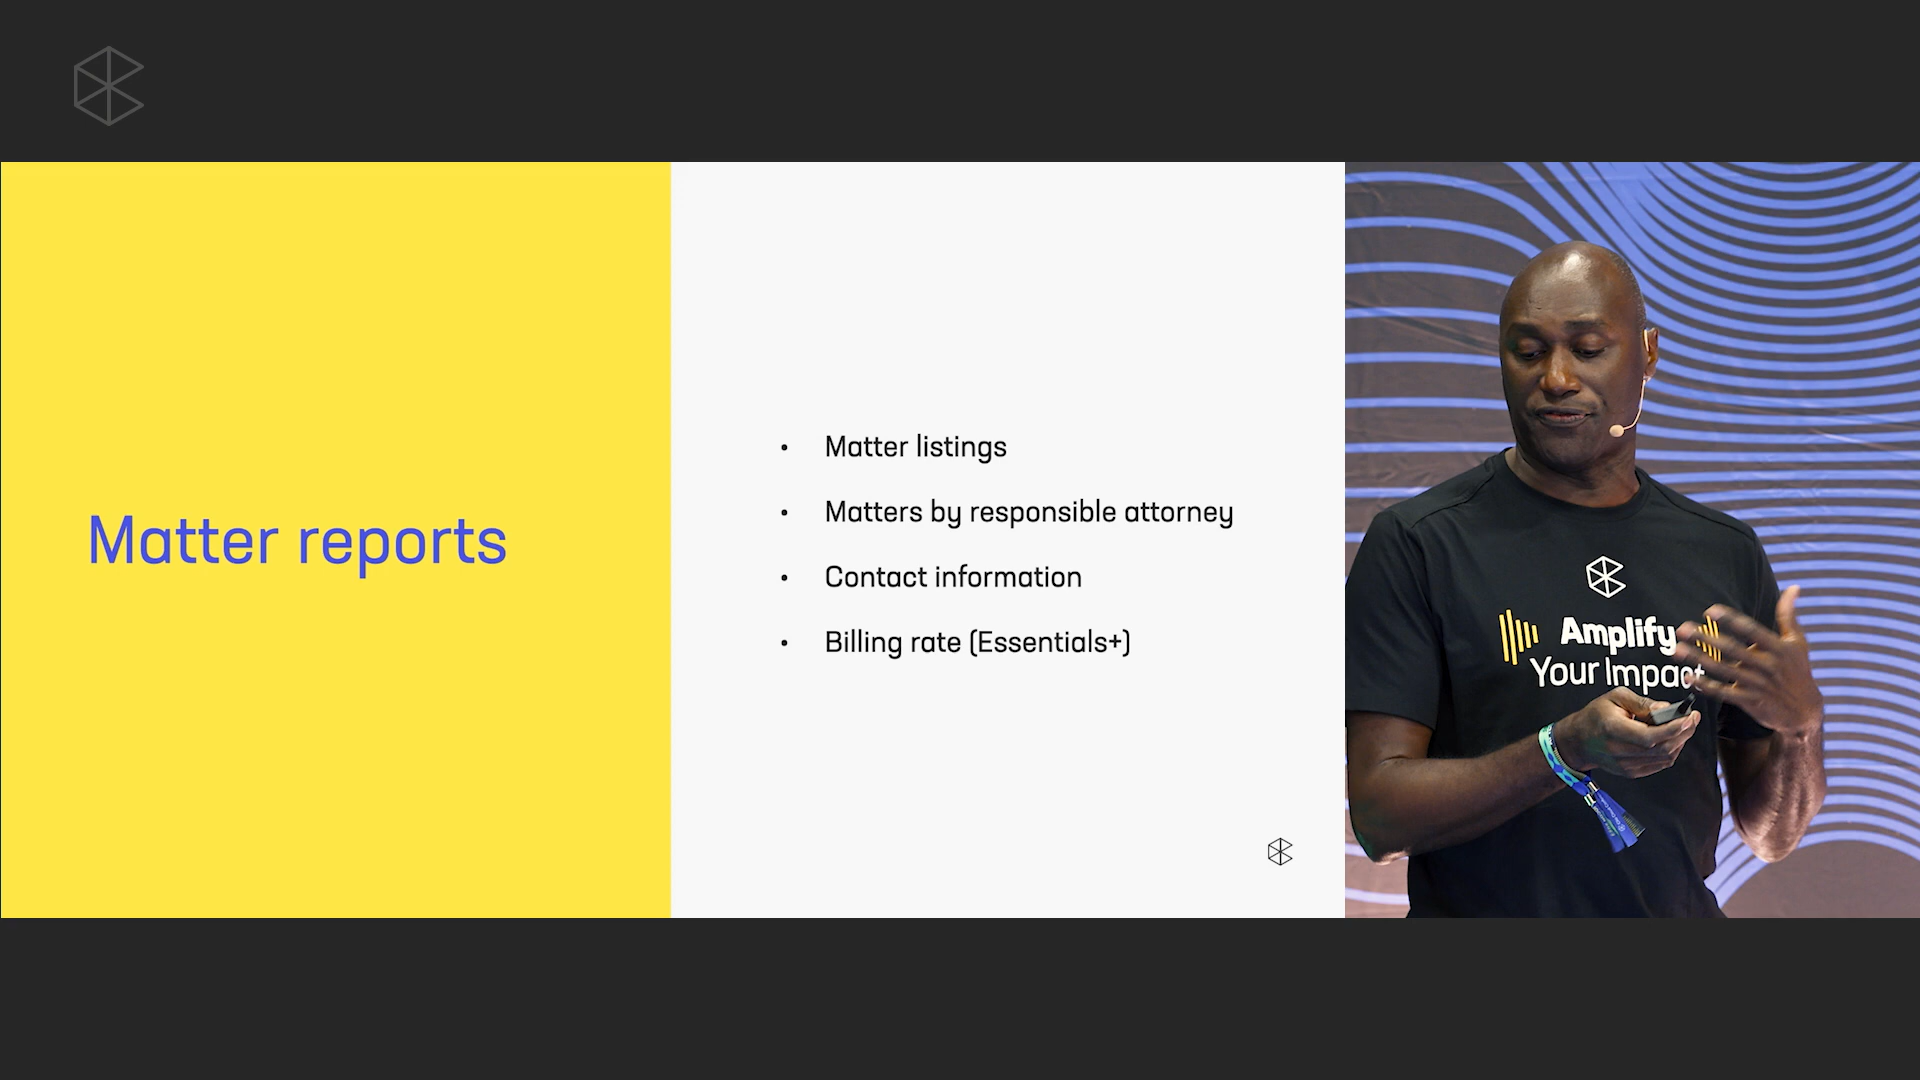 Matter reports
Matter listings
Matters by responsible attorney
Contact information
Billing rate (Essentials+)
Amplify
Your Impact